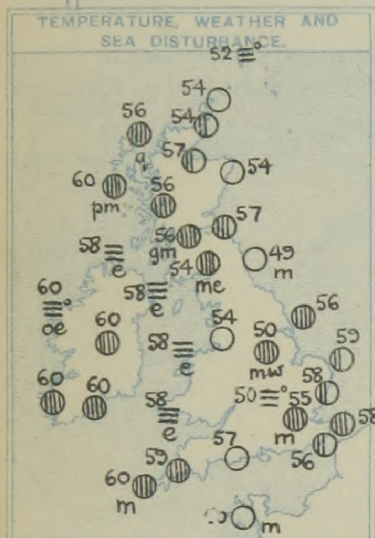 TEMPERATURE, WEATHER AND
SEA DISTURBANCE.
52
54
56 54
q 57 54
60 56
pm 57
58 56 gm
e 54 49
me m
60 58
oe e 56
60 58 54 50 59
e mw
60 60 58 50 55 58
e m 58
59 57 56
60
m
m